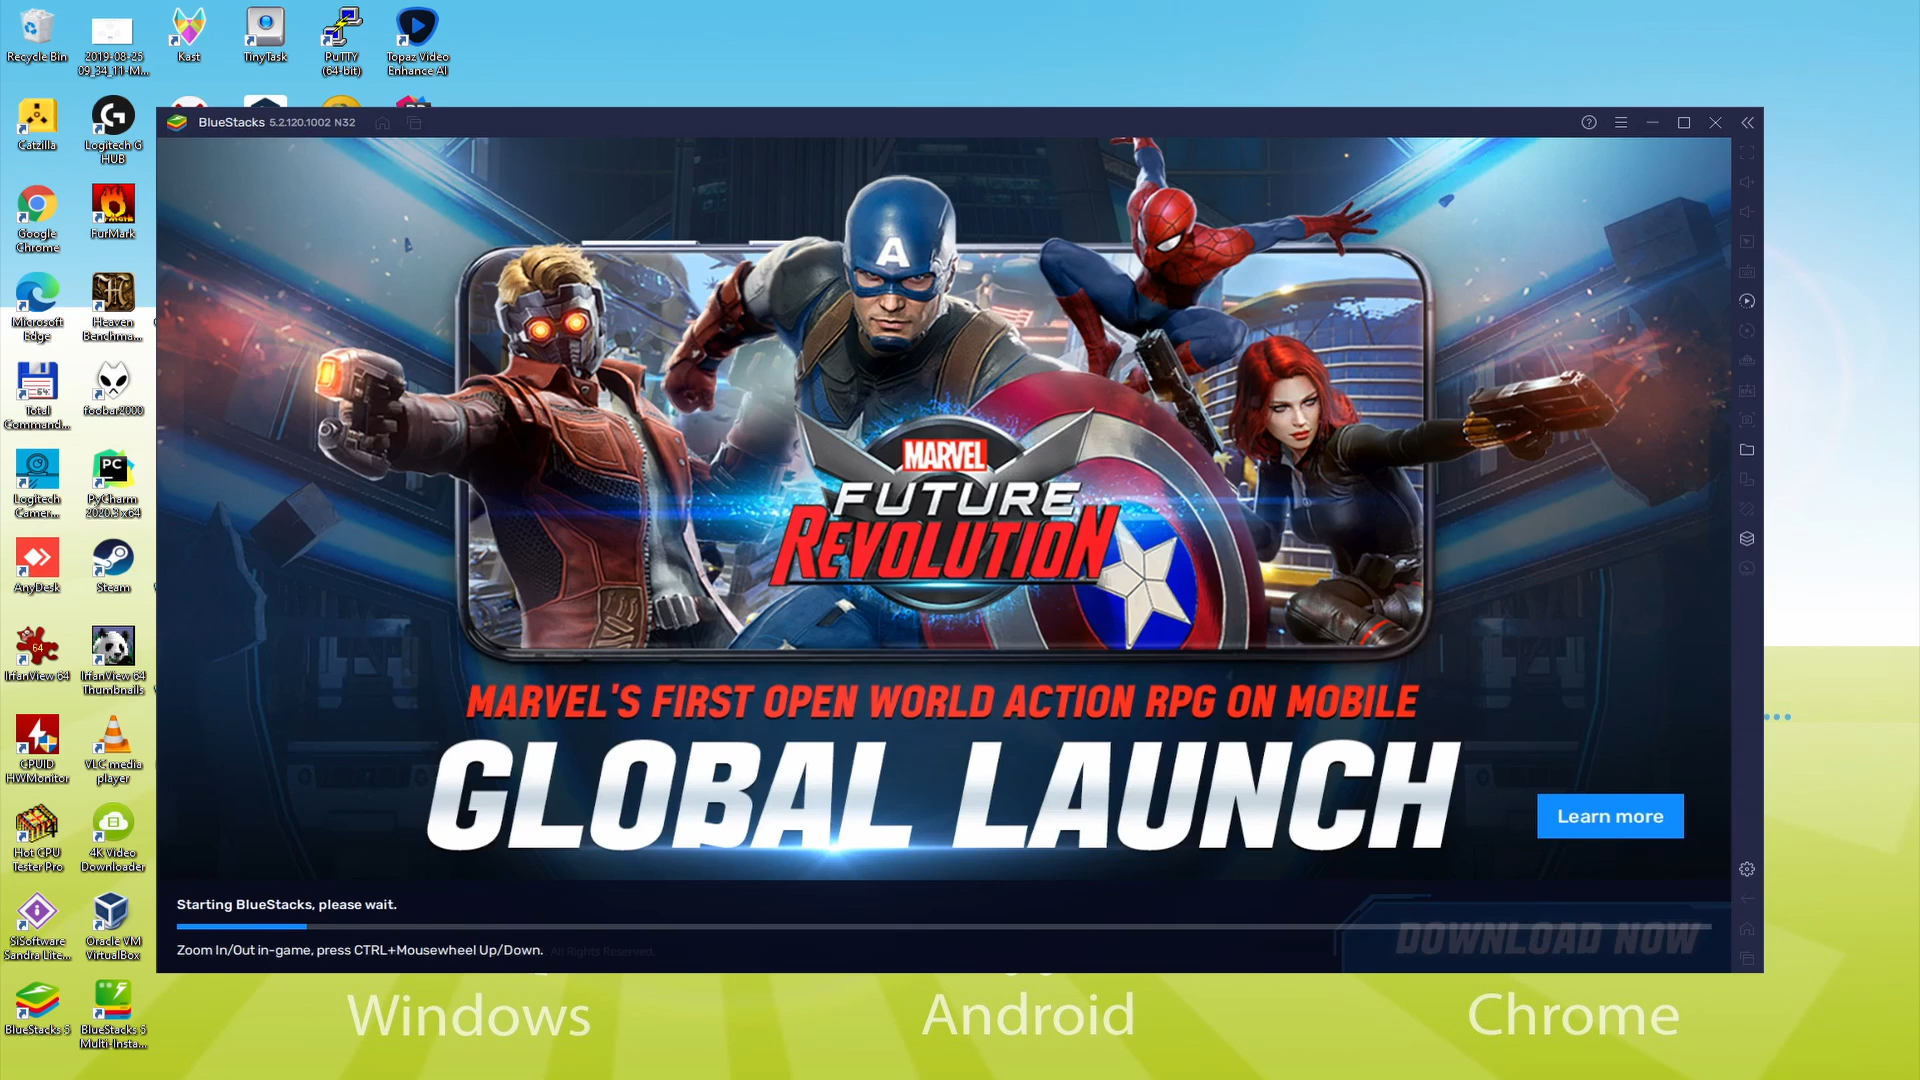 Recycle Bin
2019-08-25
09_34_11-M...
Kast
TinyTask
PuTTY
(64-bit)
Topaz Video
Enhance AI
Catzilla
Logitech G
HUB
Google
Chrome
FurMark
Microsoft
Edge
Heaven
Benchma...
Total
Command...
foobar2000
Logitech
Camer...
PC
PyCharm
2020.3 x64
AnyDesk
Steam
64
IrfanView 64
IrfanView 64
Thumbnails
CPUID
HWMonitor
VLC media
player
Hot CPU
Tester Pro
4K Video
Downloader
SiSoftware
Sandra Lite...
Oracle VM
VirtualBox
BlueStacks 5
BlueStacks 5
Multi-Insta...
BlueStacks 5.2.120.1002 N32
A
MARVEL
FUTURE
REVOLUTION
MARVEL'S FIRST OPEN WORLD ACTION RPG ON MOBILE
GLOBAL LAUNCH
Learn more
Starting BlueStacks, please wait.
Zoom In/Out in-game, press CTRL+Mousewheel Up/Down. All Rights Reserved.
DOWNLOAD NOW
Windows
Android
Chrome